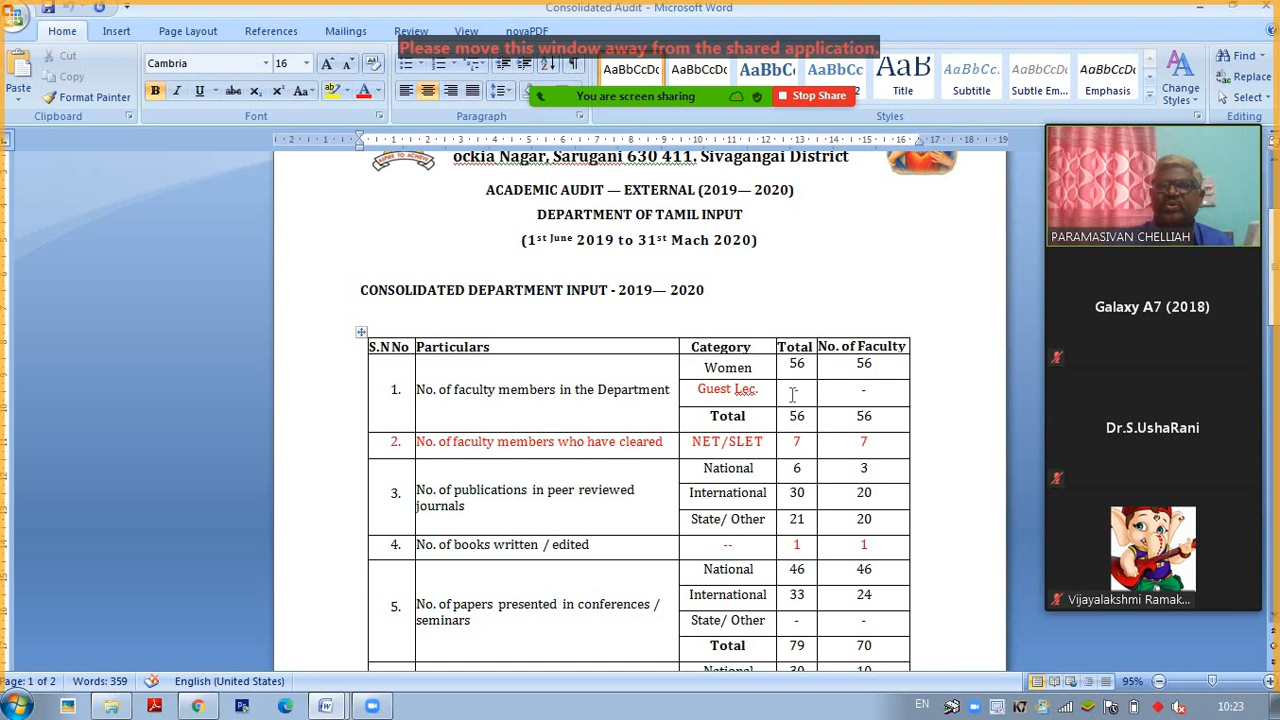 Consolidated Audit - Microsoft Word
Home Insert Page Layout References Mailings Review View novaPDF
Please move this window away from the shared application.
Cut
Copy
Format Painter
Paste
Clipboard
Cambria 16
Font
Paragraph
AaBbCcDc AaBbCcDc AaBbCc AaBbCc AaB AaBbCcL AaBbCcDc AaBbCcDc
Title Subtitle Subtle Em... Emphasis
Change Styles
Styles
Find
Replace
Select
Editing
You are screen sharing
Stop Share
ockia Nagar, Sarugani 630 411. Sivagangai District
ACADEMIC AUDIT — EXTERNAL (2019— 2020)
DEPARTMENT OF TAMIL INPUT
(1st June 2019 to 31st Mach 2020)
CONSOLIDATED DEPARTMENT INPUT - 2019— 2020
S.N No Particulars Category Total No. of Faculty
1. No. of faculty members in the Department Women 56 56
Guest Lec. - -
Total 56 56
2. No. of faculty members who have cleared NET/SLET 7 7
3. No. of publications in peer reviewed journals National 6 3
International 30 20
State/ Other 21 20
4. No. of books written / edited -- 1 1
5. No. of papers presented in conferences / seminars National 46 46
International 33 24
State/ Other - -
Total 79 70
National 30 10
PARAMASIVAN CHELLIAH
Galaxy A7 (2018)
Dr.S.UshaRani
Vijayalakshmi Ramak...
Page: 1 of 2 Words: 359 English (United States) 95%
EN 10:23